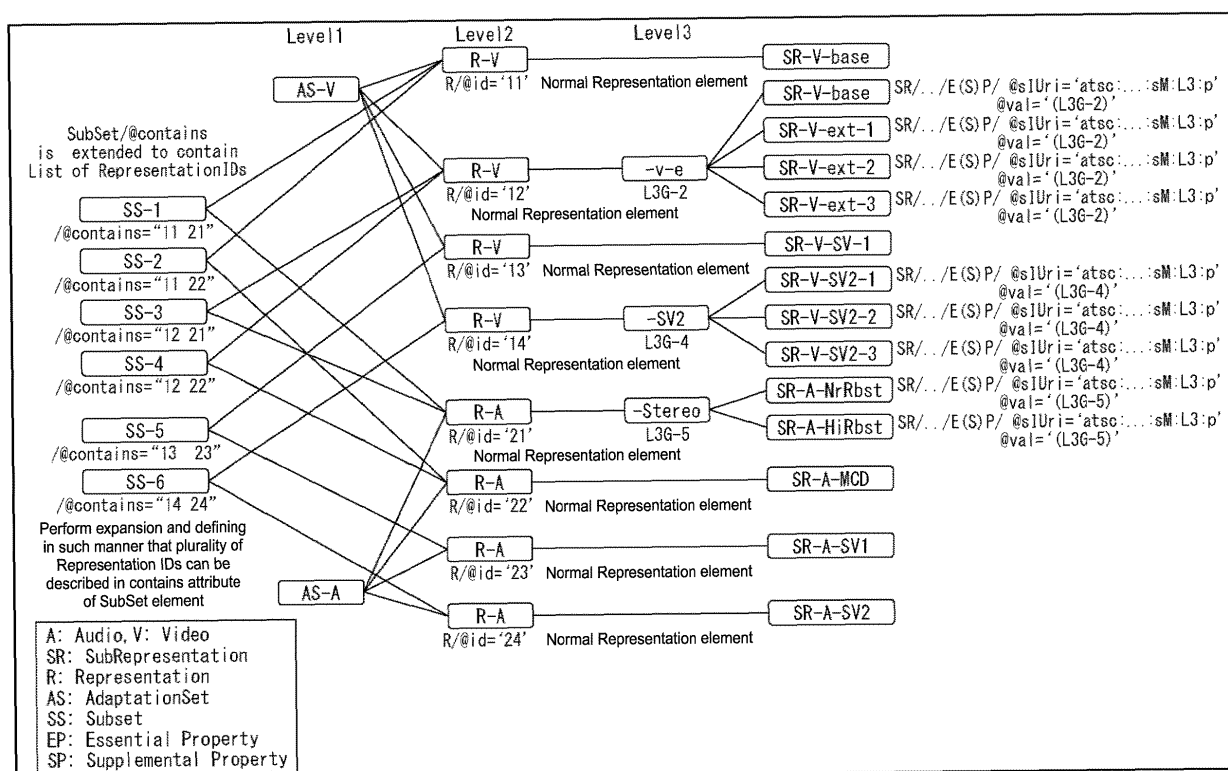 Level1
Level2
Level3
R-V
SR-V-base
R/@id='11'
Normal Representation element
AS-V
SR-V-base
SR/../E(S)P/ @sIUri='atsc:...:sM:L3:p'
@val='(L3G-2)'
SubSet/@contains
is extended to contain
List of RepresentationIDs
SR-V-ext-1
SR/../E(S)P/ @sIUri='atsc:...:sM:L3:p'
@val='(L3G-2)'
R-V
-v-e
SR-V-ext-2
SR/../E(S)P/ @sIUri='atsc:...:sM:L3:p'
@val='(L3G-2)'
R/@id='12'
L3G-2
Normal Representation element
SR-V-ext-3
SR/../E(S)P/ @sIUri='atsc:...:sM:L3:p'
@val='(L3G-2)'
SS-1
/@contains="11 21"
R-V
SR-V-SV-1
R/@id='13'
Normal Representation element
SS-2
/@contains="11 22"
SR-V-SV2-1
SR/../E(S)P/ @sIUri='atsc:...:sM:L3:p'
@val='(L3G-4)'
SS-3
/@contains="12 21"
R-V
-SV2
SR-V-SV2-2
SR/../E(S)P/ @sIUri='atsc:...:sM:L3:p'
@val='(L3G-4)'
R/@id='14'
L3G-4
Normal Representation element
SS-4
/@contains="12 22"
SR-V-SV2-3
SR/../E(S)P/ @sIUri='atsc:...:sM:L3:p'
@val='(L3G-4)'
SR-A-NrRbst
SR/../E(S)P/ @sIUri='atsc:...:sM:L3:p'
@val='(L3G-5)'
R-A
-Stereo
SR-A-HiRbst
SR/../E(S)P/ @sIUri='atsc:...:sM:L3:p'
@val='(L3G-5)'
R/@id='21'
L3G-5
Normal Representation element
SS-5
/@contains="13 23"
SS-6
/@contains="14 24"
R-A
SR-A-MCD
R/@id='22'
Normal Representation element
Perform expansion and defining
in such manner that plurality of
Representation IDs can be
described in contains attribute
of SubSet element
R-A
SR-A-SV1
R/@id='23'
Normal Representation element
AS-A
R-A
SR-A-SV2
R/@id='24'
Normal Representation element
A: Audio, V: Video
SR: SubRepresentation
R: Representation
AS: AdaptationSet
SS: Subset
EP: Essential Property
SP: Supplemental Property